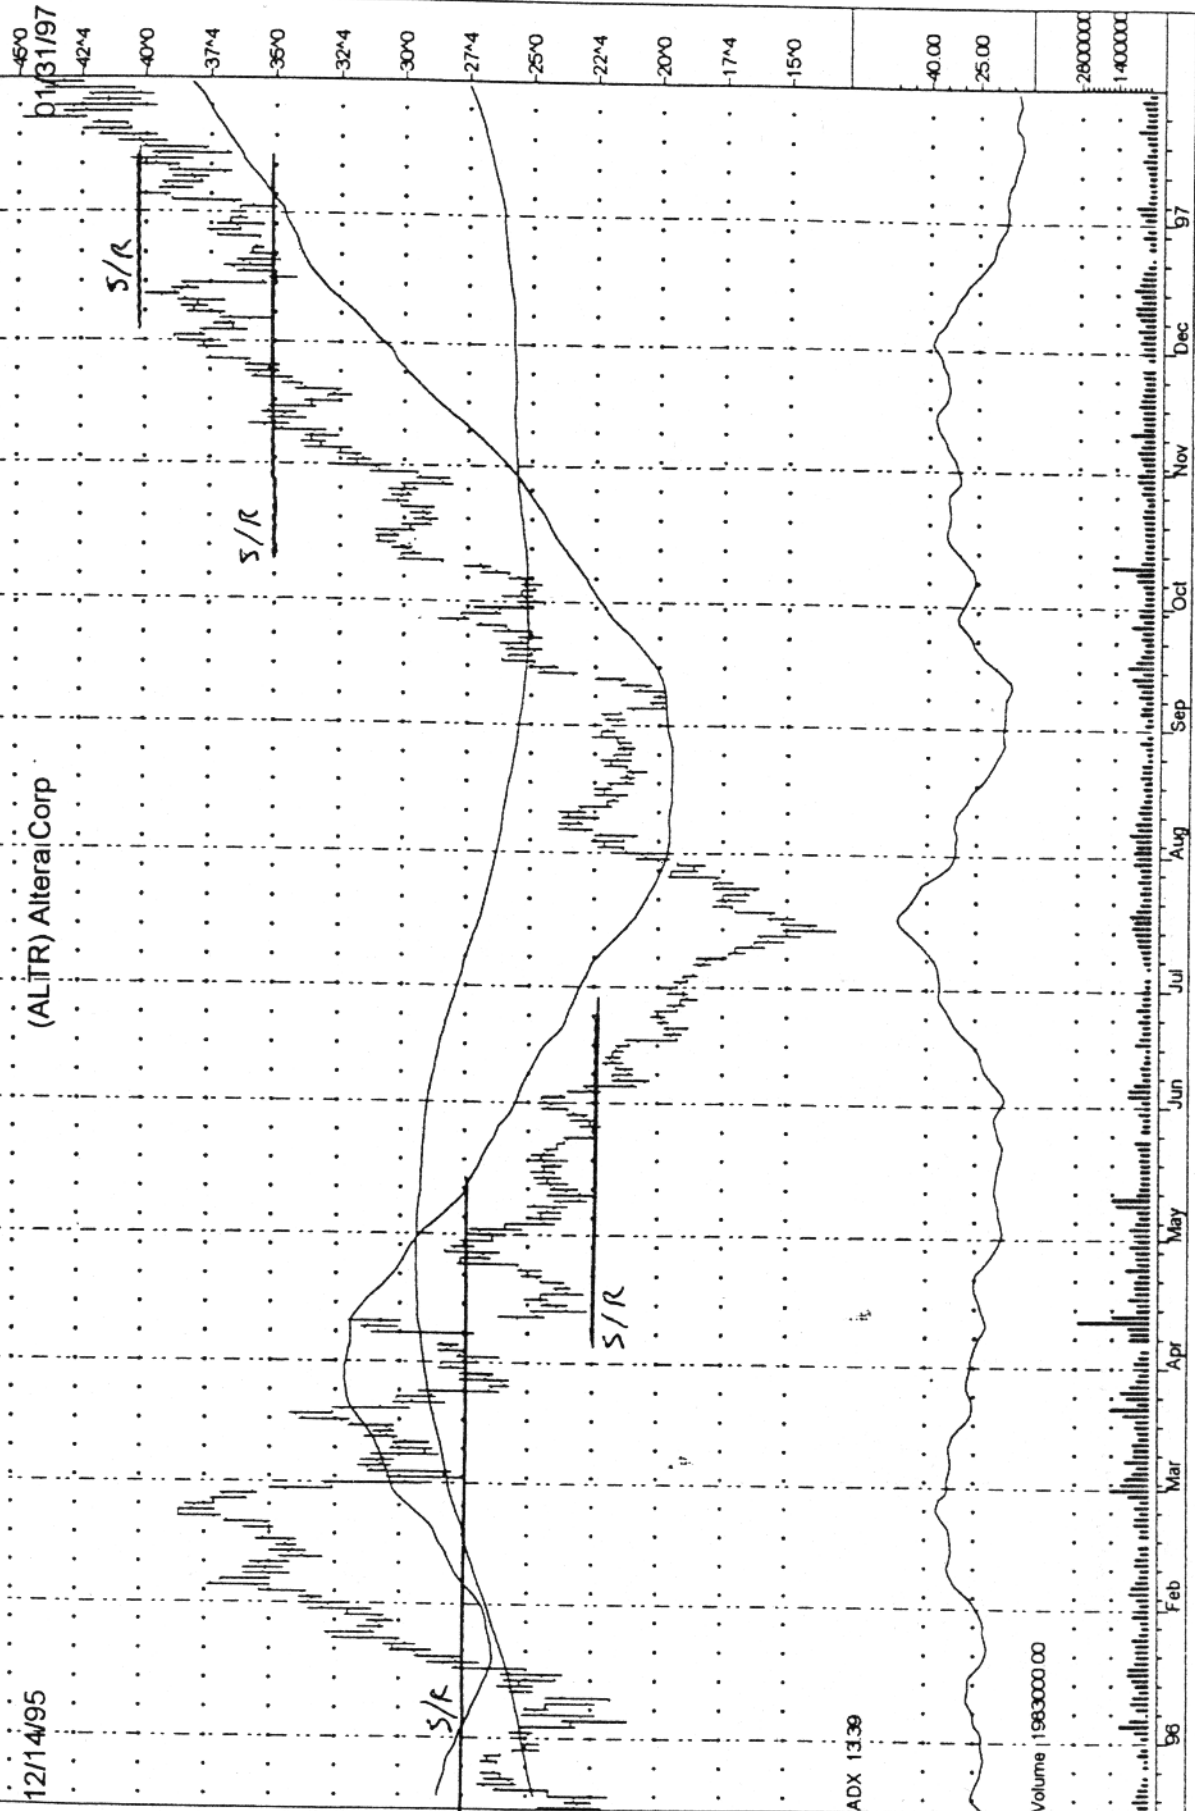 12/14/95
(ALTR) Altera Corp
01/31/97
45^0
42^4
40^0
37^4
35^0
32^4
30^0
27^4
25^0
22^4
20^0
17^4
15^0
S/R
S/R
S/R
S/R
ADX 13.39
40.00
25.00
Volume 1983000.00
2800000
1400000
96 Feb Mar Apr May Jun Jul Aug Sep Oct Nov Dec 97